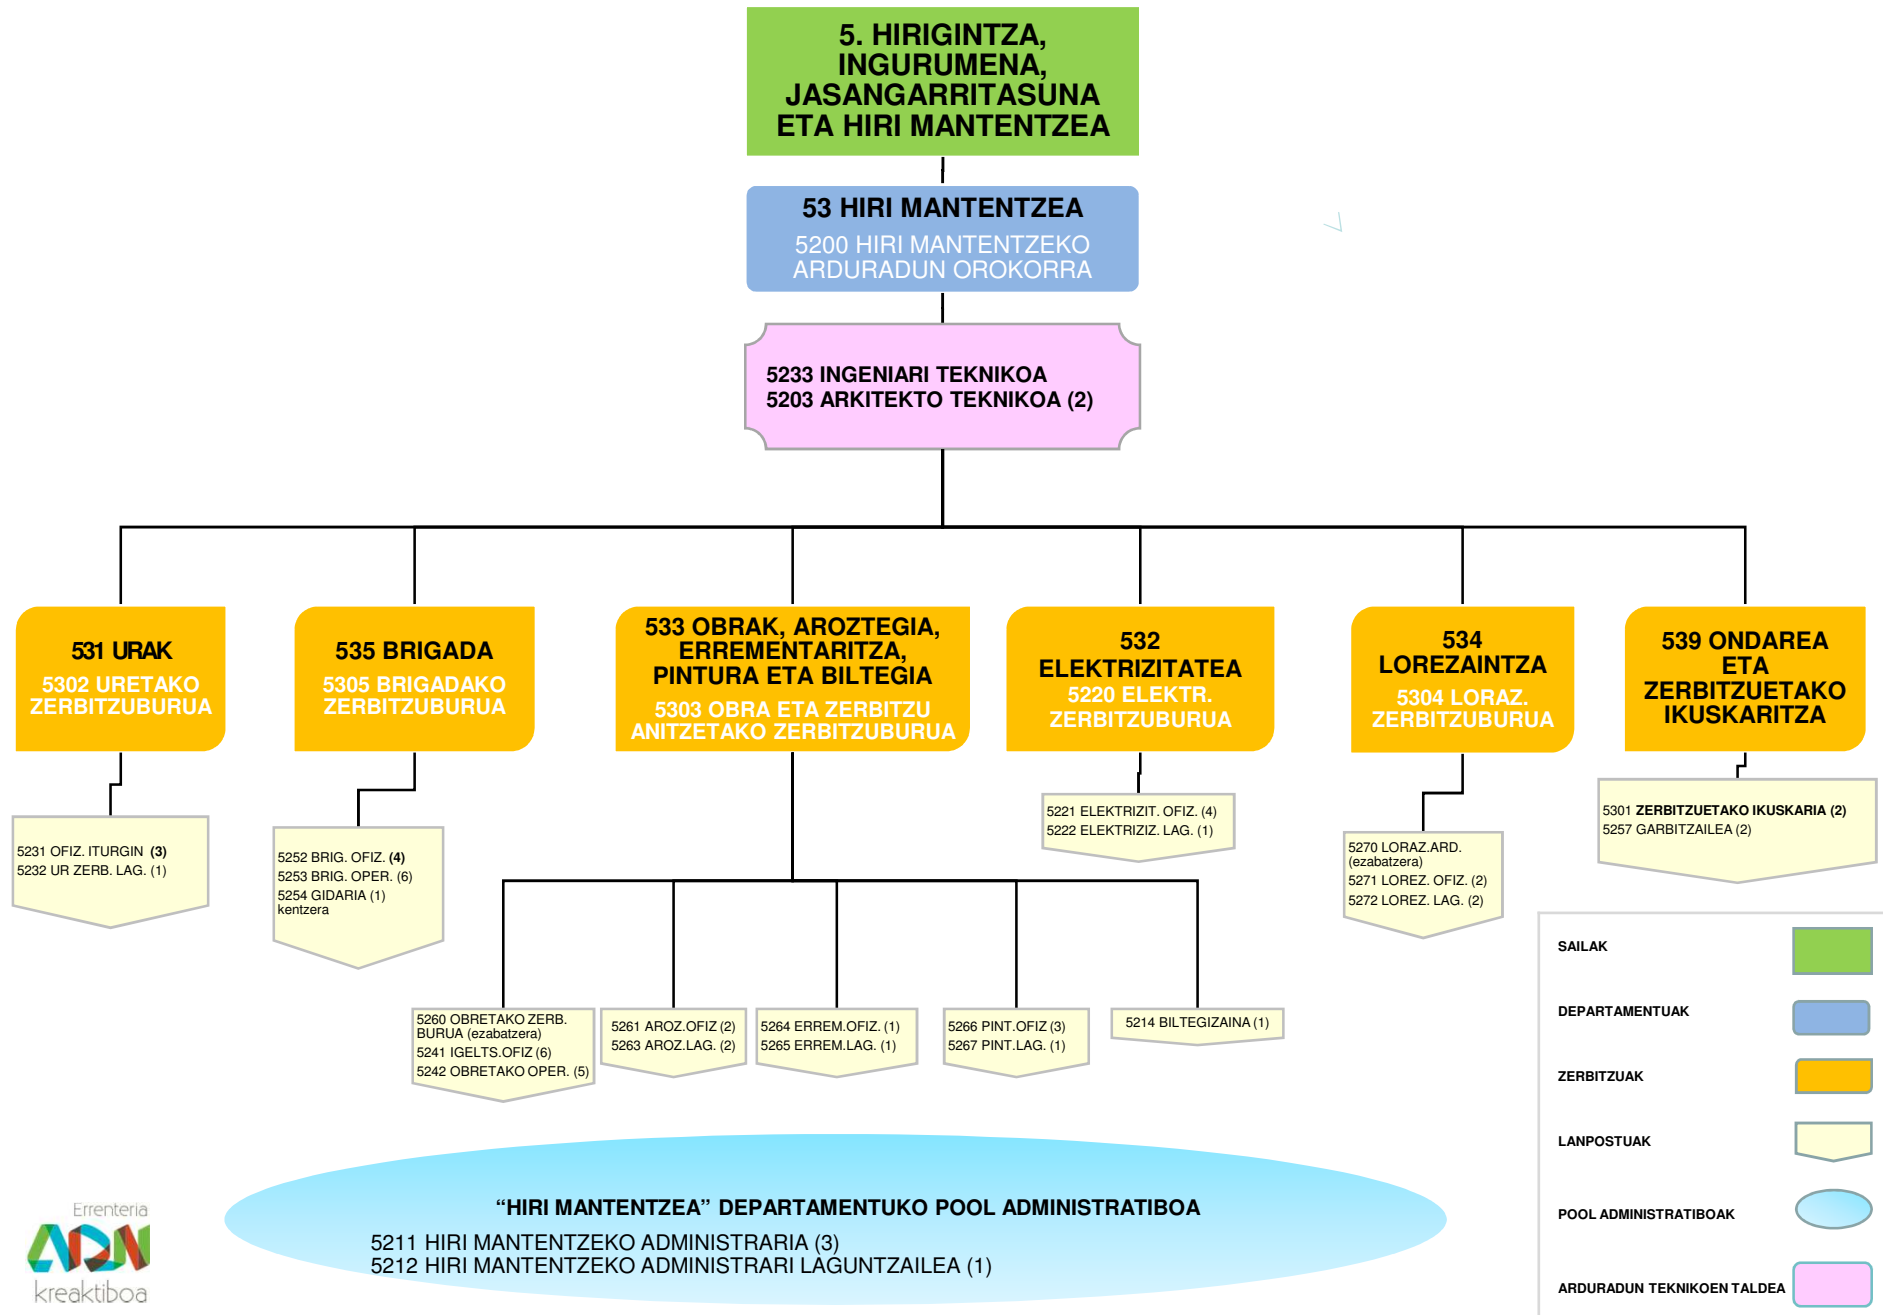 5. HIRIGINTZA,
INGURUMENA,
JASANGARRITASUNA
ETA HIRI MANTENTZEA
53 HIRI MANTENTZEA
5200 HIRI MANTENTZEKO
ARDURADUN OROKORRA
5233 INGENIARI TEKNIKOA
5203 ARKITEKTO TEKNIKOA (2)
531 URAK
5302 URETAKO
ZERBITZUBURUA
535 BRIGADA
5305 BRIGADAKO
ZERBITZUBURUA
533 OBRAK, AROZTEGIA,
ERREMENTARITZA,
PINTURA ETA BILTEGIA
5303 OBRA ETA ZERBITZU
ANITZETAKO ZERBITZUBURUA
532
ELEKTRIZITATEA
5220 ELEKTR.
ZERBITZUBURUA
534
LOREZAINTZA
5304 LORAZ.
ZERBITZUBURUA
539 ONDAREA
ETA
ZERBITZUETAKO
IKUSKARITZA
5231 OFIZ. ITURGIN (3)
5232 UR ZERB. LAG. (1)
5252 BRIG. OFIZ. (4)
5253 BRIG. OPER. (6)
5254 GIDARIA (1)
kentzera
5221 ELEKTRIZIT. OFIZ. (4)
5222 ELEKTRIZIZ. LAG. (1)
5270 LORAZ.ARD.
(ezabatzera)
5271 LOREZ. OFIZ. (2)
5272 LOREZ. LAG. (2)
5301 ZERBITZUETAKO IKUSKARIA (2)
5257 GARBITZAILEA (2)
5260 OBRETAKO ZERB.
BURUA (ezabatzera)
5241 IGELTS.OFIZ (6)
5242 OBRETAKO OPER. (5)
5261 AROZ.OFIZ (2)
5263 AROZ.LAG. (2)
5264 ERREM.OFIZ. (1)
5265 ERREM.LAG. (1)
5266 PINT.OFIZ (3)
5267 PINT.LAG. (1)
5214 BILTEGIZAINA (1)
SAILAK
DEPARTAMENTUAK
ZERBITZUAK
LANPOSTUAK
POOL ADMINISTRATIBOAK
ARDURADUN TEKNIKOEN TALDEA
“HIRI MANTENTZEA” DEPARTAMENTUKO POOL ADMINISTRATIBOA
5211 HIRI MANTENTZEKO ADMINISTRARIA (3)
5212 HIRI MANTENTZEKO ADMINISTRARI LAGUNTZAILEA (1)
Errenteria
ADN
kreaktiboa